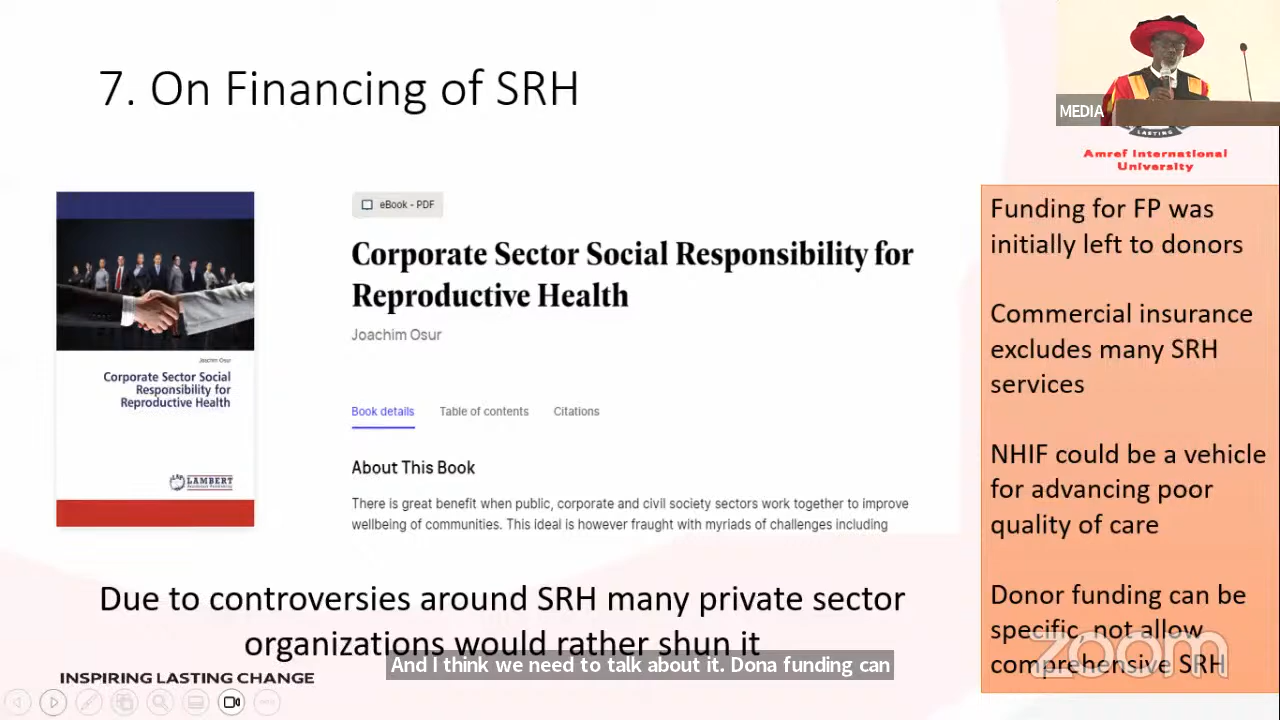 7. On Financing of SRH
MEDIA
LASTING
Amref International
University
eBook - PDF
Corporate Sector Social Responsibility for
Reproductive Health
Joachim Osur
Joachim Osur
Corporate Sector Social
Responsibility for
Reproductive Health
LAMBERT
Book details
Table of contents
Citations
About This Book
There is great benefit when public, corporate and civil society sectors work together to improve
wellbeing of communities. This ideal is however fraught with myriads of challenges including
Funding for FP was
initially left to donors
Commercial insurance
excludes many SRH
services
NHIF could be a vehicle
for advancing poor
quality of care
Donor funding can be
specific, not allow
comprehensive SRH
zoom
Due to controversies around SRH many private sector
organizations would rather shun it
And I think we need to talk about it. Dona funding can
INSPIRING LASTING CHANGE